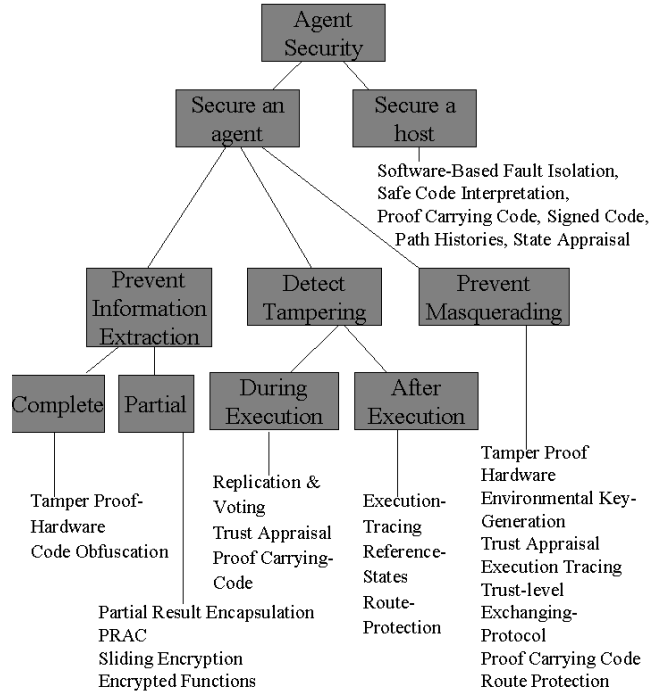 Agent
Security
Secure an
agent
Secure a
host
Software-Based Fault Isolation,
Safe Code Interpretation,
Proof Carrying Code, Signed Code,
Path Histories, State Appraisal
Prevent
Information
Extraction
Detect
Tampering
Prevent
Masquerading
Complete
Partial
During
Execution
After
Execution
Tamper Proof-
Hardware
Code Obfuscation
Partial Result Encapsulation
PRAC
Sliding Encryption
Encrypted Functions
Replication &
Voting
Trust Appraisal
Proof Carrying-
Code
Execution-
Tracing
Reference-
States
Route-
Protection
Tamper Proof
Hardware
Environmental Key-
Generation
Trust Appraisal
Execution Tracing
Trust-level
Exchanging-
Protocol
Proof Carrying Code
Route Protection